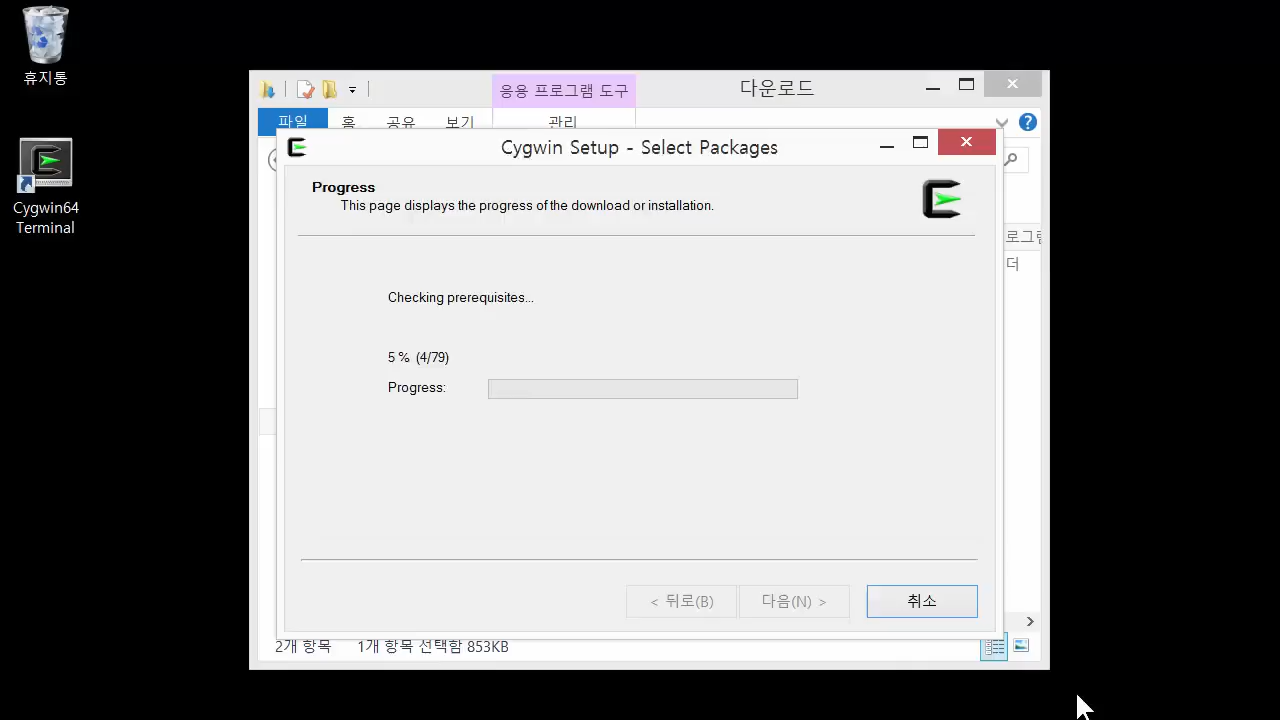 휴지통
Cygwin64
Terminal
응용 프로그램 도구
다운로드
파일
홈
공유
보기
관리
Cygwin Setup - Select Packages
Progress
This page displays the progress of the download or installation.
Checking prerequisites...
5 % (4/79)
Progress:
< 뒤로(B)
다음(N) >
취소
더
2개 항목
1개 항목 선택함 853KB